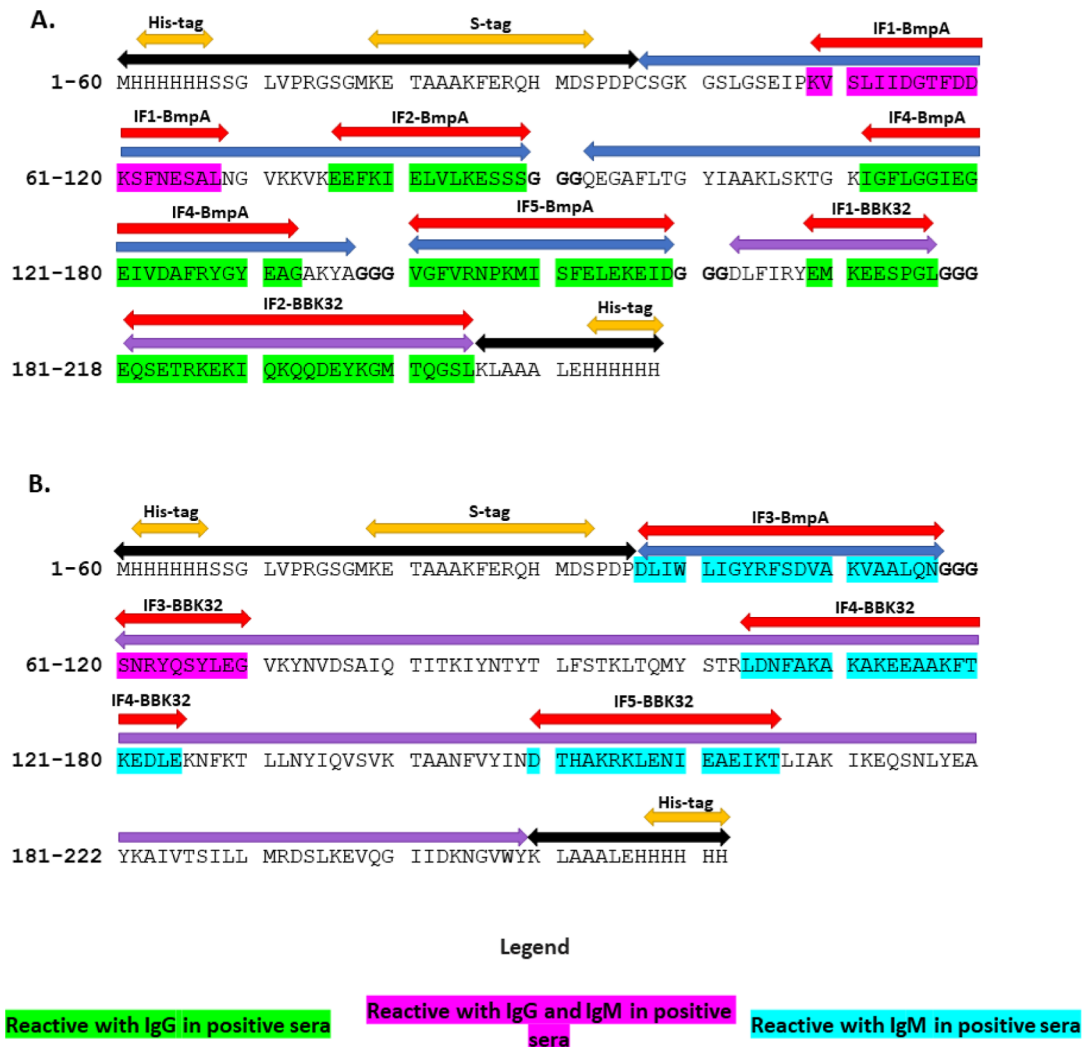 A.
His-tag S-tag IF1-BmpA
1-60 MHHHHHHSSG LVPRGSGMKE TAAAKFERQH MDSPDPCSGK GSLGSEIPKV SLIIDGTFDD
IF1-BmpA IF2-BmpA IF4-BmpA
61-120 KSFNESALNG VKKVKEEFKI ELVLKESSSG GGQEGAFLTG YIAAKLSKTG KIGFLGGIEG
IF4-BmpA IF5-BmpA IF1-BBK32
121-180 EIVDAFRYGY EAGAKYAGGG VGFVRNPKMI SFELEKEIDG GGDLFIRYEM KEESPGLGGG
IF2-BBK32 His-tag
181-218 EQSETRKEKI QKQQDEYKGM TQGSLKLAAA LEHHHHHH
B.
His-tag S-tag IF3-BmpA
1-60 MHHHHHHSSG LVPRGSGMKE TAAAKFERQH MDSPDPDLIW LIGYRFSDVA KVAALQNGGG
IF3-BBK32 IF4-BBK32
61-120 SNRYQSYLEG VKYNVDSAIQ TITKIYNTYT LFSTKLTQMY STRLDNFAKA KAKEEAAKFT
IF4-BBK32 IF5-BBK32
121-180 KEDLEKNFKT LLNYIQVSVK TAANFVYIND THAKRKLENI EAEIKTLIAK IKEQSNLYEA
His-tag
181-222 YKAIVTSILL MRDSLKEVQG IIDKNGVWYK LAAALEHHHH HH
Legend
Reactive with IgG in positive sera
Reactive with IgG and IgM in positive
sera
Reactive with IgM in positive sera